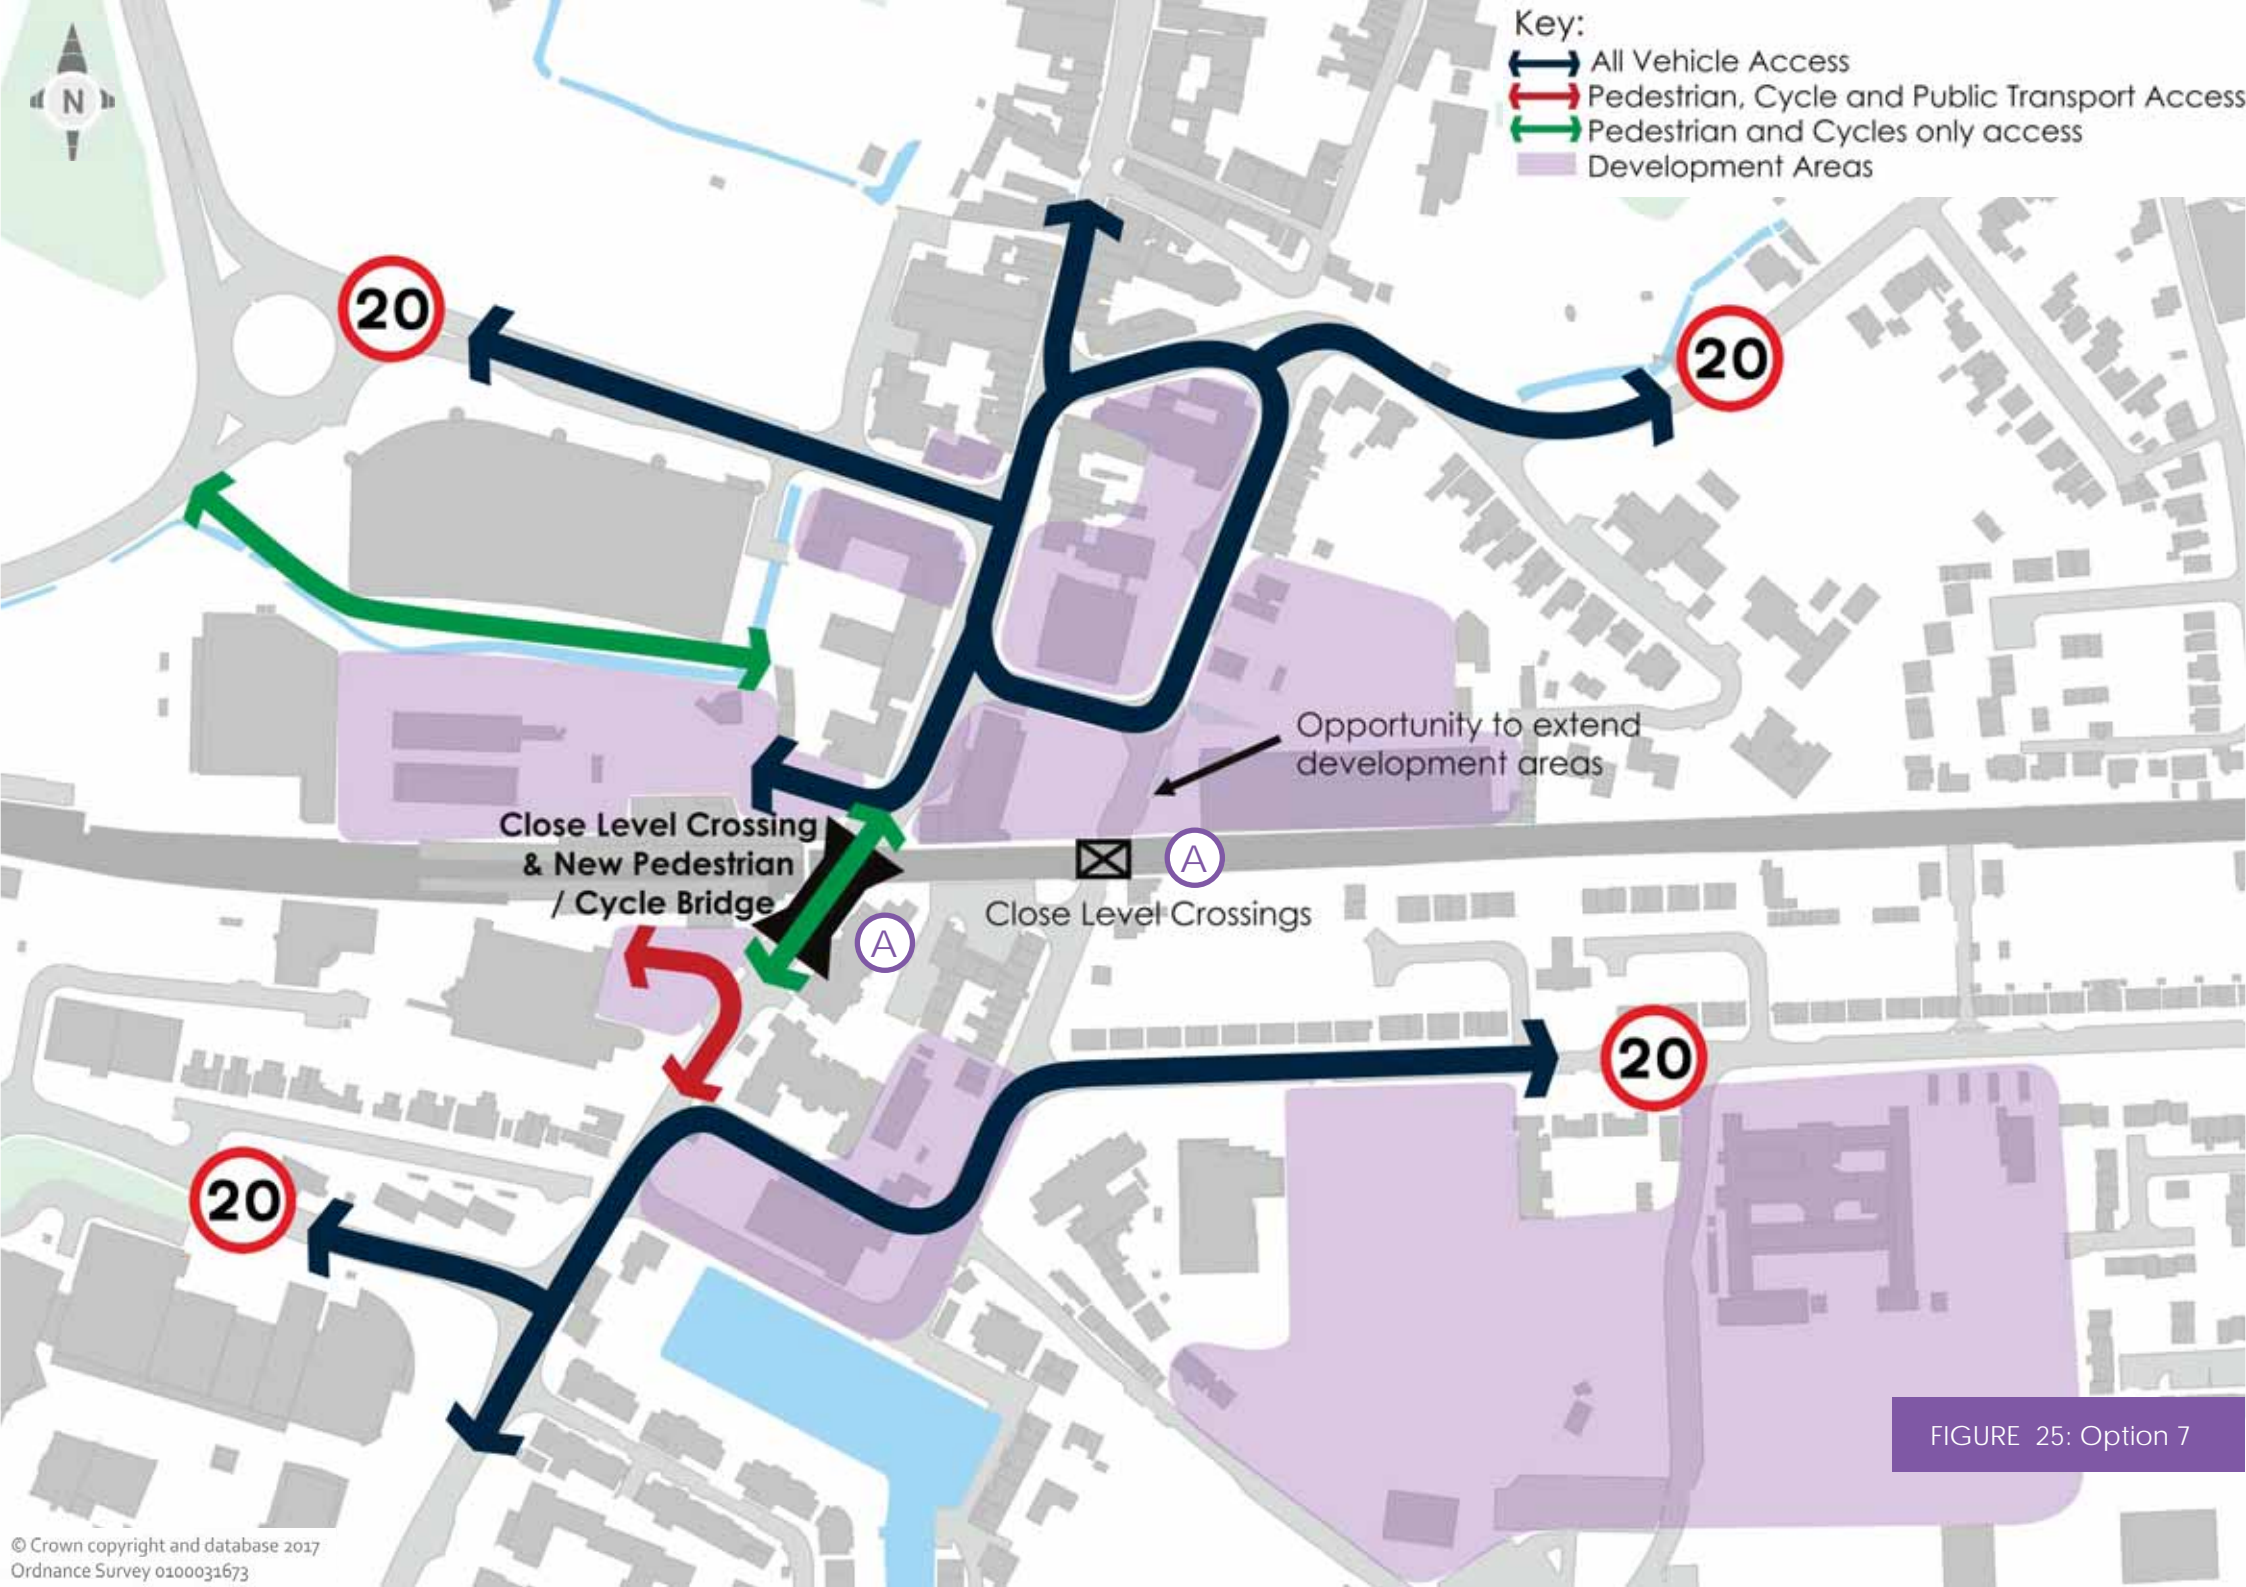 Key:
All Vehicle Access
Pedestrian, Cycle and Public Transport Access
Pedestrian and Cycles only access
Development Areas
N
20
20
Opportunity to extend
development areas
Close Level Crossing
& New Pedestrian
/ Cycle Bridge
A
A
Close Level Crossings
20
20
FIGURE 25: Option 7
© Crown copyright and database 2017
Ordnance Survey 0100031673